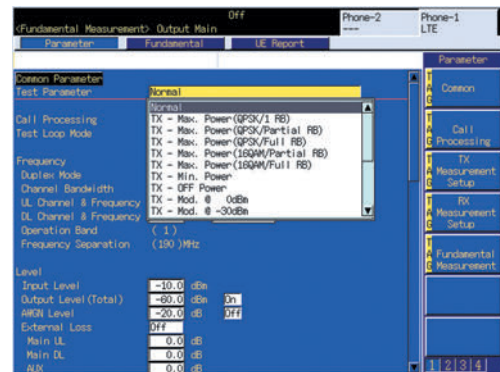 Off
<Fundamental Measurement> Output Main
Phone-2
---
Phone-1
LTE
Parameter Fundamental UE Report
Parameter
Common Parameter
Test Parameter Normal
Normal
TX - Max. Power(QPSK/1 RB)
TX - Max. Power(QPSK/Partial RB)
TX - Max. Power(QPSK/Full RB)
TX - Max. Power(16QAM/Partial RB)
TX - Max. Power(16QAM/Full RB)
TX - Min. Power
TX - OFF Power
TX - Mod. @ 0dBm
TX - Mod. @ -30dBm
Call Processing
Test Loop Mode
Frequency
Duplex Mode
Channel Bandwidth
UL Channel & Frequency
DL Channel & Frequency
Operation Band ( 1 )
Frequency Separation (190 )MHz
Level
Input Level -10.0 dBm
Output Level(Total) -60.0 dBm On
AWGN Level -20.0 dB Off
External Loss Off
Main UL 0.0 dB
Main DL 0.0 dB
AUX 0.0 dB
TAG Common
TAG Call Processing
TAG TX Measurement Setup
TAG RX Measurement Setup
TAG Fundamental Measurement
1 2 3 4